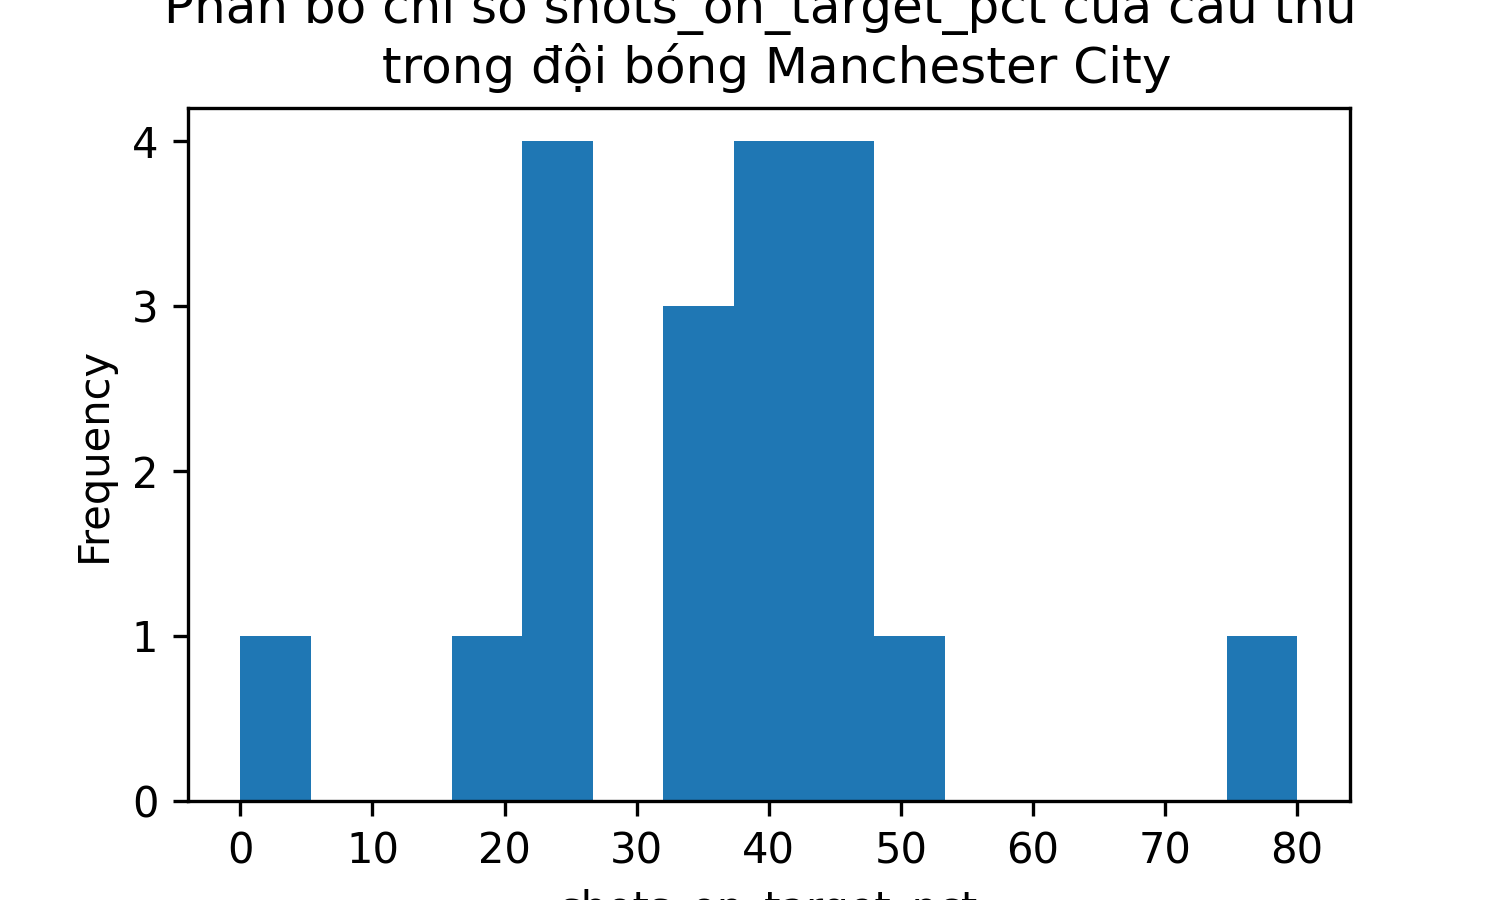 Phân bố chỉ số shots_on_target_pct của cầu thủ
trong đội bóng Manchester City
Frequency
4
3
2
1
0
0 10 20 30 40 50 60 70 80
shots_on_target_pct